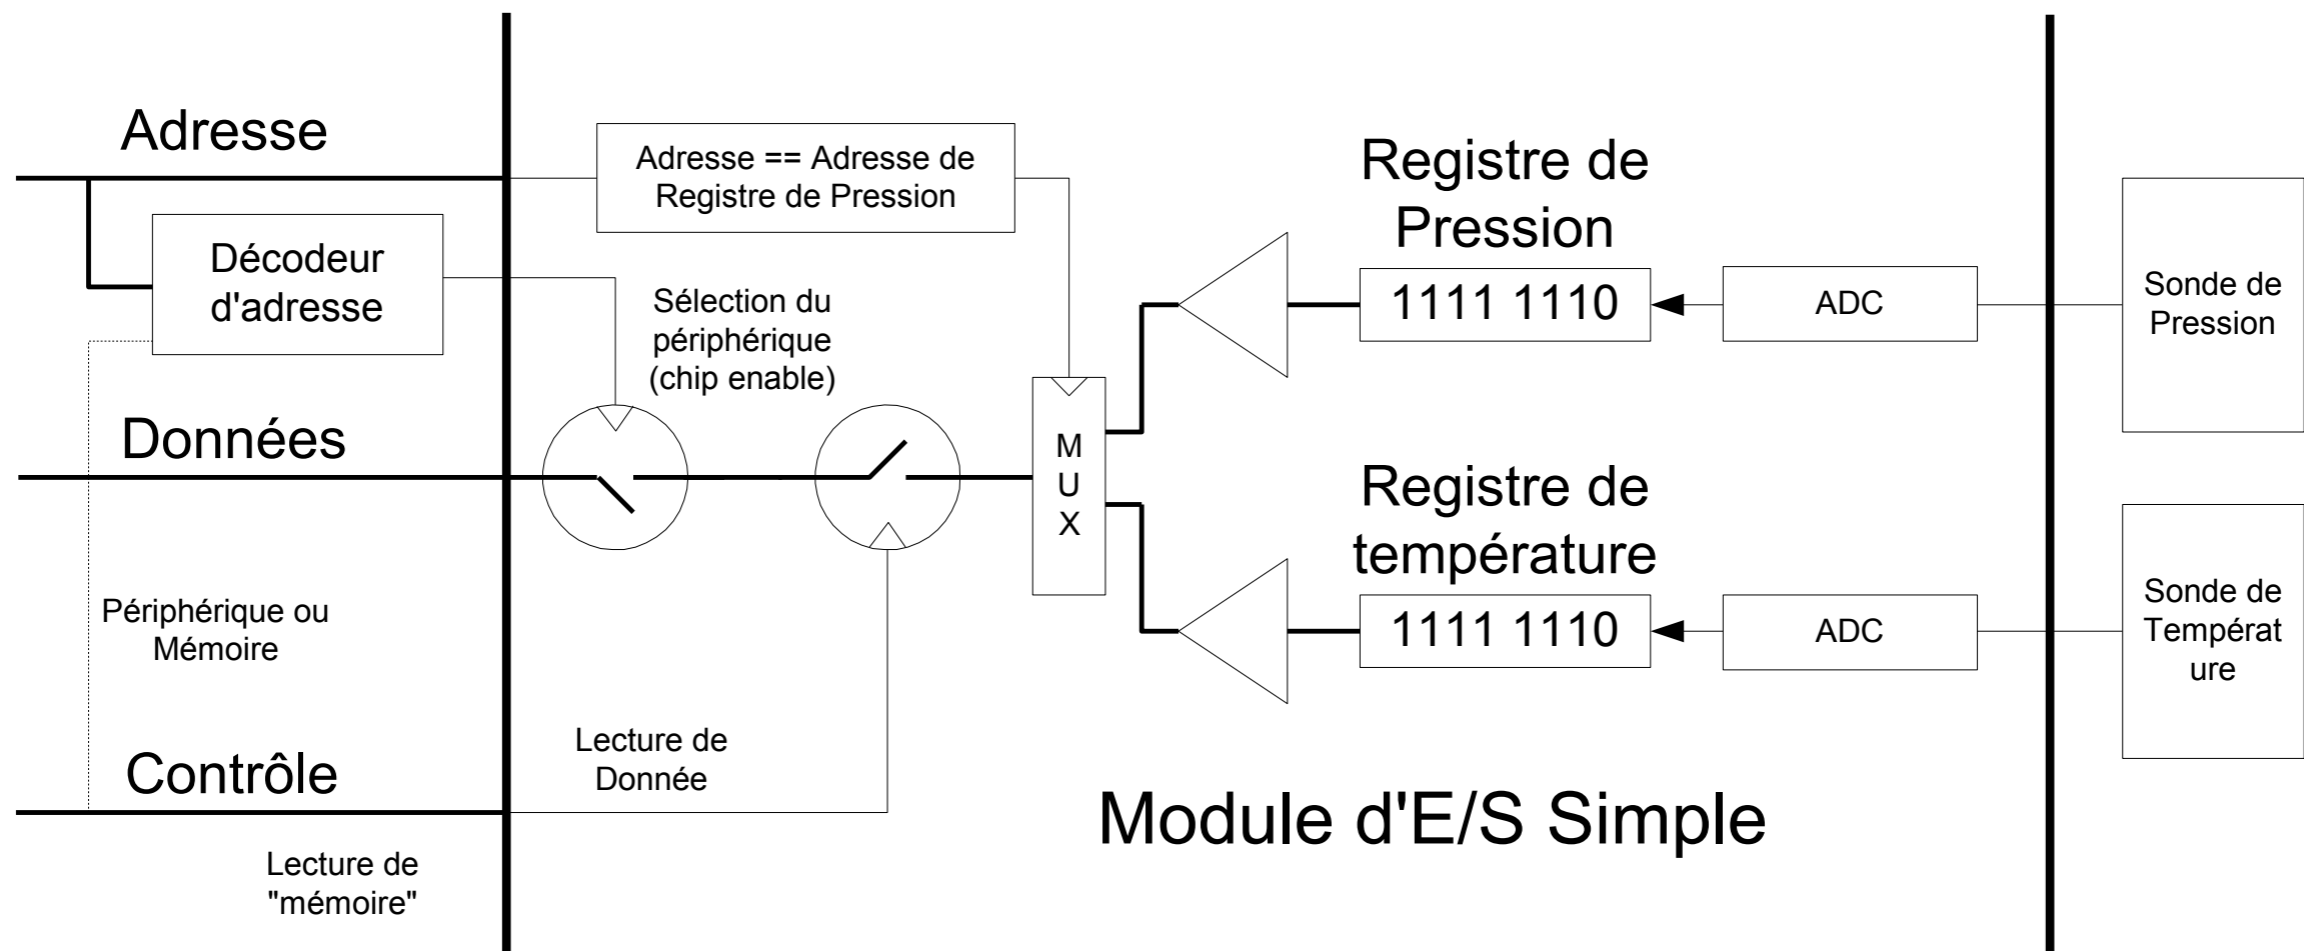 Adresse
Adresse == Adresse de
Registre de Pression
Décodeur
d'adresse
Sélection du
périphérique
(chip enable)
Registre de
Pression
1111 1110
ADC
Sonde de
Pression
Données
M
U
X
Registre de
température
1111 1110
ADC
Sonde de
Températ
ure
Périphérique ou
Mémoire
Lecture de
Donnée
Contrôle
Module d'E/S Simple
Lecture de
"mémoire"